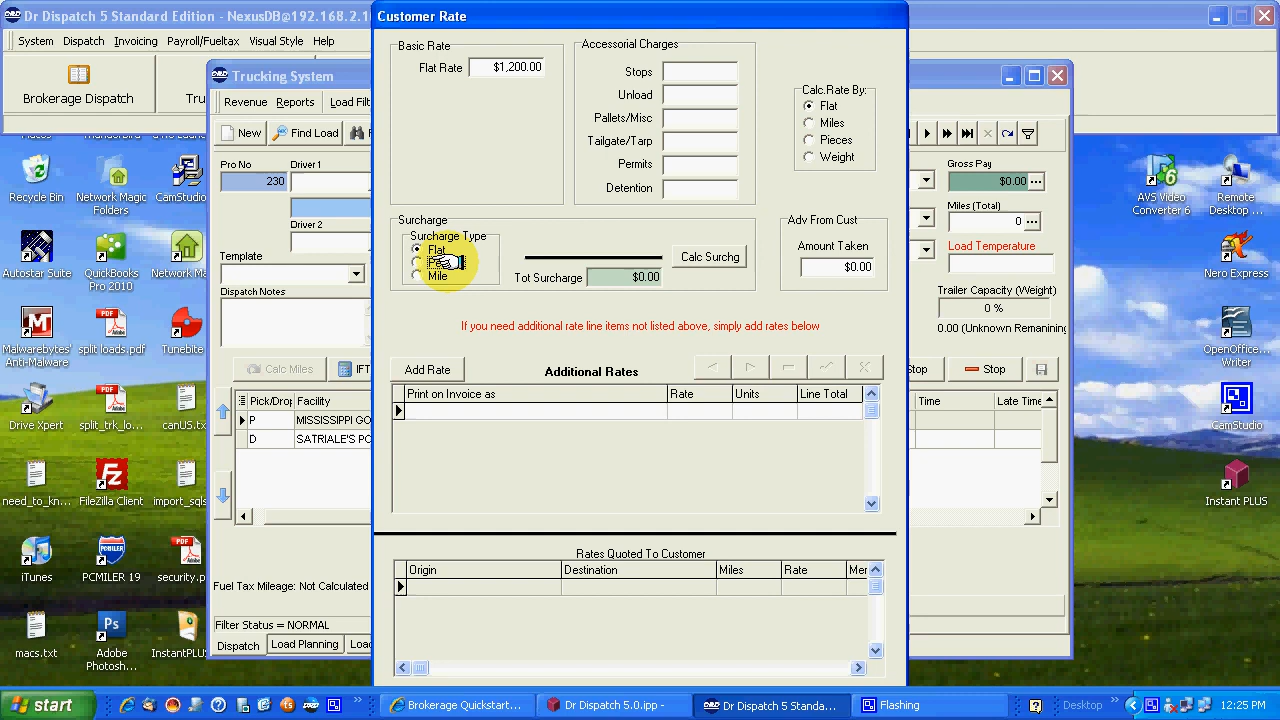 Dr Dispatch 5 Standard Edition - NexusDB@192.168.2.1
System Dispatch Invoicing Payroll/Fueltax Visual Style Help
Brokerage Dispatch
Tru
Trucking System
Revenue Reports Load Filt
New Find Load
Pro No Driver 1
230
Driver 2
Template
Dispatch Notes
Calc Miles IFT
Pick/Drop Facility
P MISSISSIPPI GO
D SATRIALE'S PO
Fuel Tax Mileage: Not Calculated
Filter Status = NORMAL
Dispatch Load Planning Loa
Customer Rate
Basic Rate
Flat Rate $1,200.00
Accessorial Charges
Stops
Unload
Pallets/Misc
Tailgate/Tarp
Permits
Detention
Calc.Rate By:
Flat
Miles
Pieces
Weight
Surcharge
Surcharge Type
Flat
Mile
Tot Surcharge $0.00
Calc Surchg
Adv From Cust
Amount Taken
$0.00
If you need additional rate line items not listed above, simply add rates below
Add Rate
Additional Rates
Print on Invoice as Rate Units Line Total
Rates Quoted To Customer
Origin Destination Miles Rate Mer
Gross Pay
$0.00
Miles (Total)
0
Load Temperature
Trailer Capacity (Weight)
0 %
0.00 (Unknown Remaining
Stop
Time Late Time
Recycle Bin
Network Magic Folders
CamStudio
Autostar Suite
QuickBooks Pro 2010
Malwarebytes' Anti-Malware
split loads.pdf
Tunebite
Drive Xpert
split_trk_lo...
canUS.tx
need_to_kn...
FileZilla Client
import_sqls
iTunes
PCMILER 19
security.p
macs.txt
Adobe Photosh...
InstantPLUS
AVS Video Converter 6
Remote Desktop ...
Nero Express
OpenOffice... Writer
CamStudio
Instant PLUS
start
Brokerage Quickstart...
Dr Dispatch 5.0.ipp -
Dr Dispatch 5 Standa...
Flashing
Desktop
12:25 PM